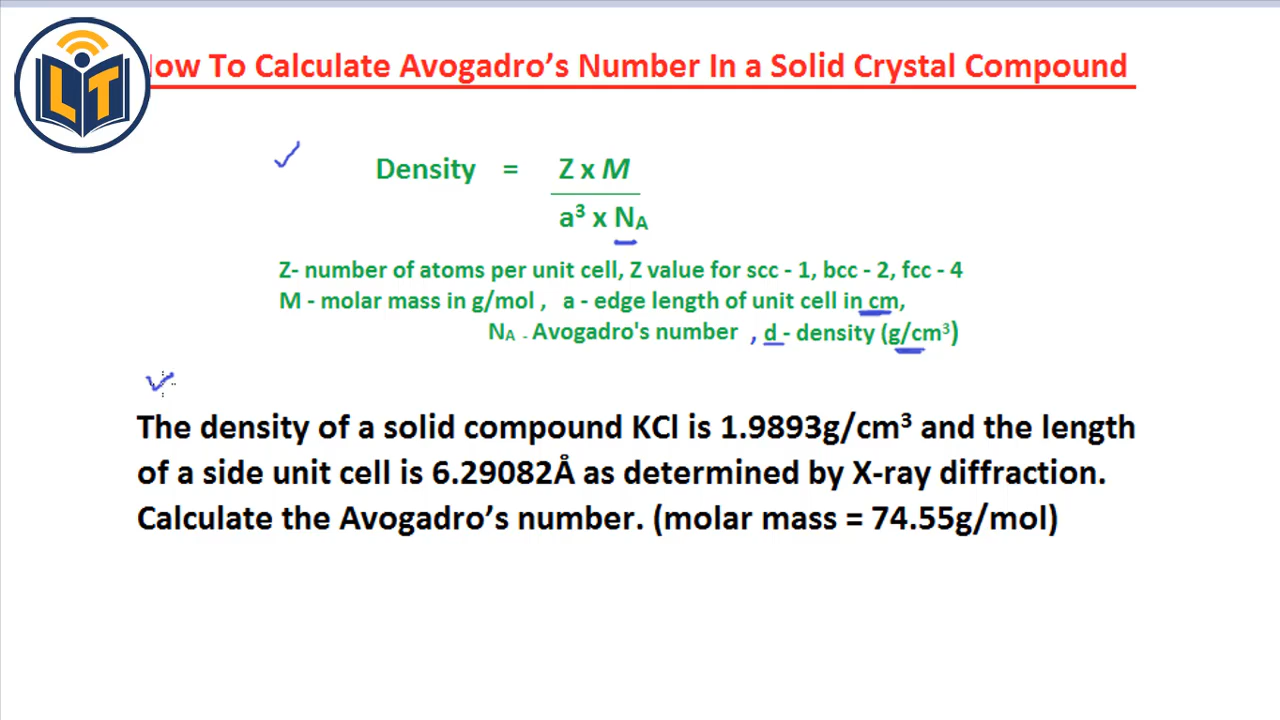 LT
How To Calculate Avogadro’s Number In a Solid Crystal Compound
Density = Z x M
a³ x NA
Z- number of atoms per unit cell, Z value for scc - 1, bcc - 2, fcc - 4
M - molar mass in g/mol , a - edge length of unit cell in cm,
NA - Avogadro's number , d - density (g/cm³)
The density of a solid compound KCl is 1.9893g/cm³ and the length
of a side unit cell is 6.29082Å as determined by X-ray diffraction.
Calculate the Avogadro’s number. (molar mass = 74.55g/mol)